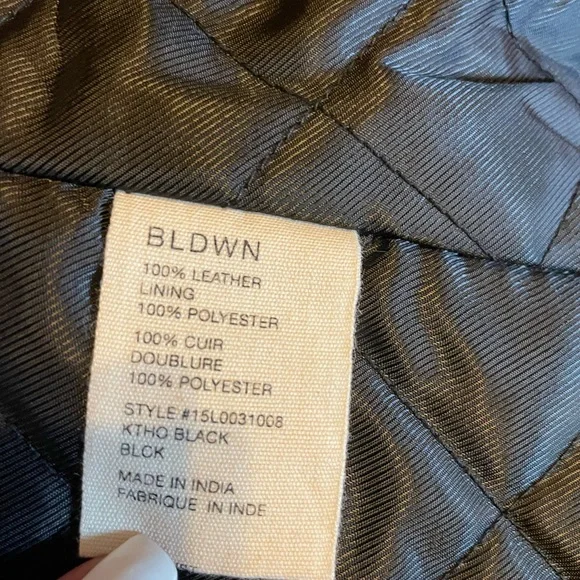 BLDWN
100% LEATHER
LINING
100% POLYESTER
100% CUIR
DOUBLURE
100% POLYESTER
STYLE #15L0031008
KTHO BLACK
BLCK
MADE IN INDIA
FABRIQUE IN INDE